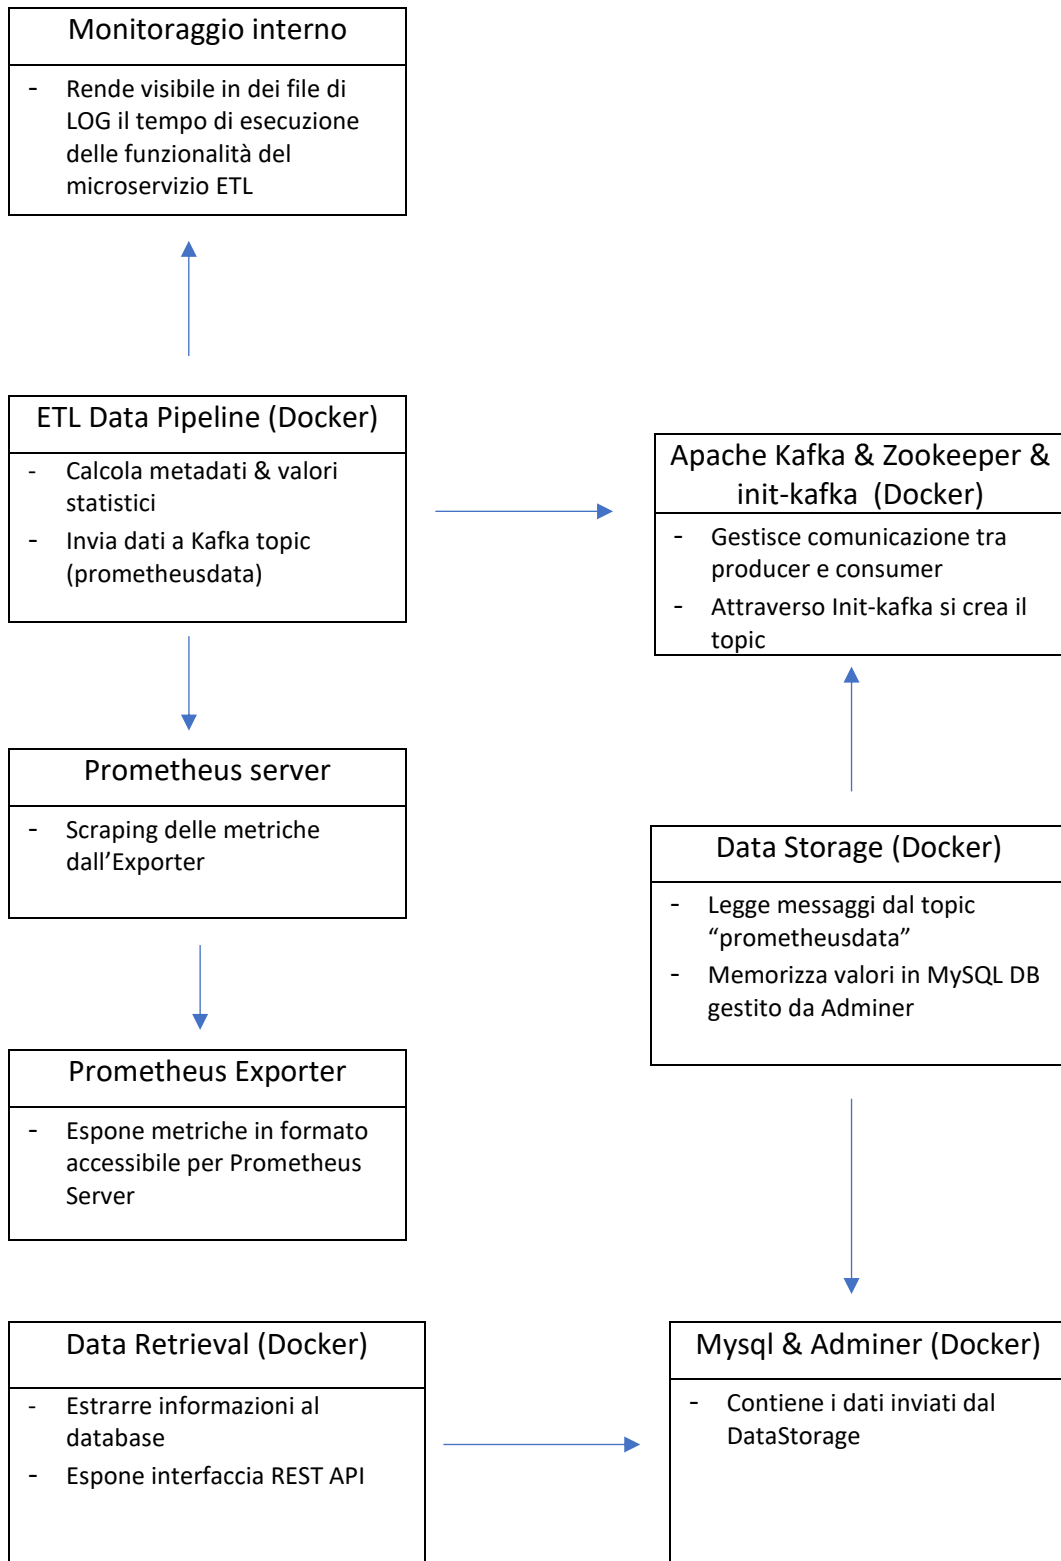 Monitoraggio interno
- Rende visibile in dei file di
LOG il tempo di esecuzione
delle funzionalità del
microservizio ETL
ETL Data Pipeline (Docker)
- Calcola metadati & valori
statistici
- Invia dati a Kafka topic
(prometheusdata)
Apache Kafka & Zookeeper &
init-kafka (Docker)
- Gestisce comunicazione tra
producer e consumer
- Attraverso Init-kafka si crea il
topic
Prometheus server
- Scraping delle metriche
dall’Exporter
Data Storage (Docker)
- Legge messaggi dal topic
“prometheusdata”
- Memorizza valori in MySQL DB
gestito da Adminer
Prometheus Exporter
- Espone metriche in formato
accessibile per Prometheus
Server
Data Retrieval (Docker)
- Estrarre informazioni al
database
- Espone interfaccia REST API
Mysql & Adminer (Docker)
- Contiene i dati inviati dal
DataStorage